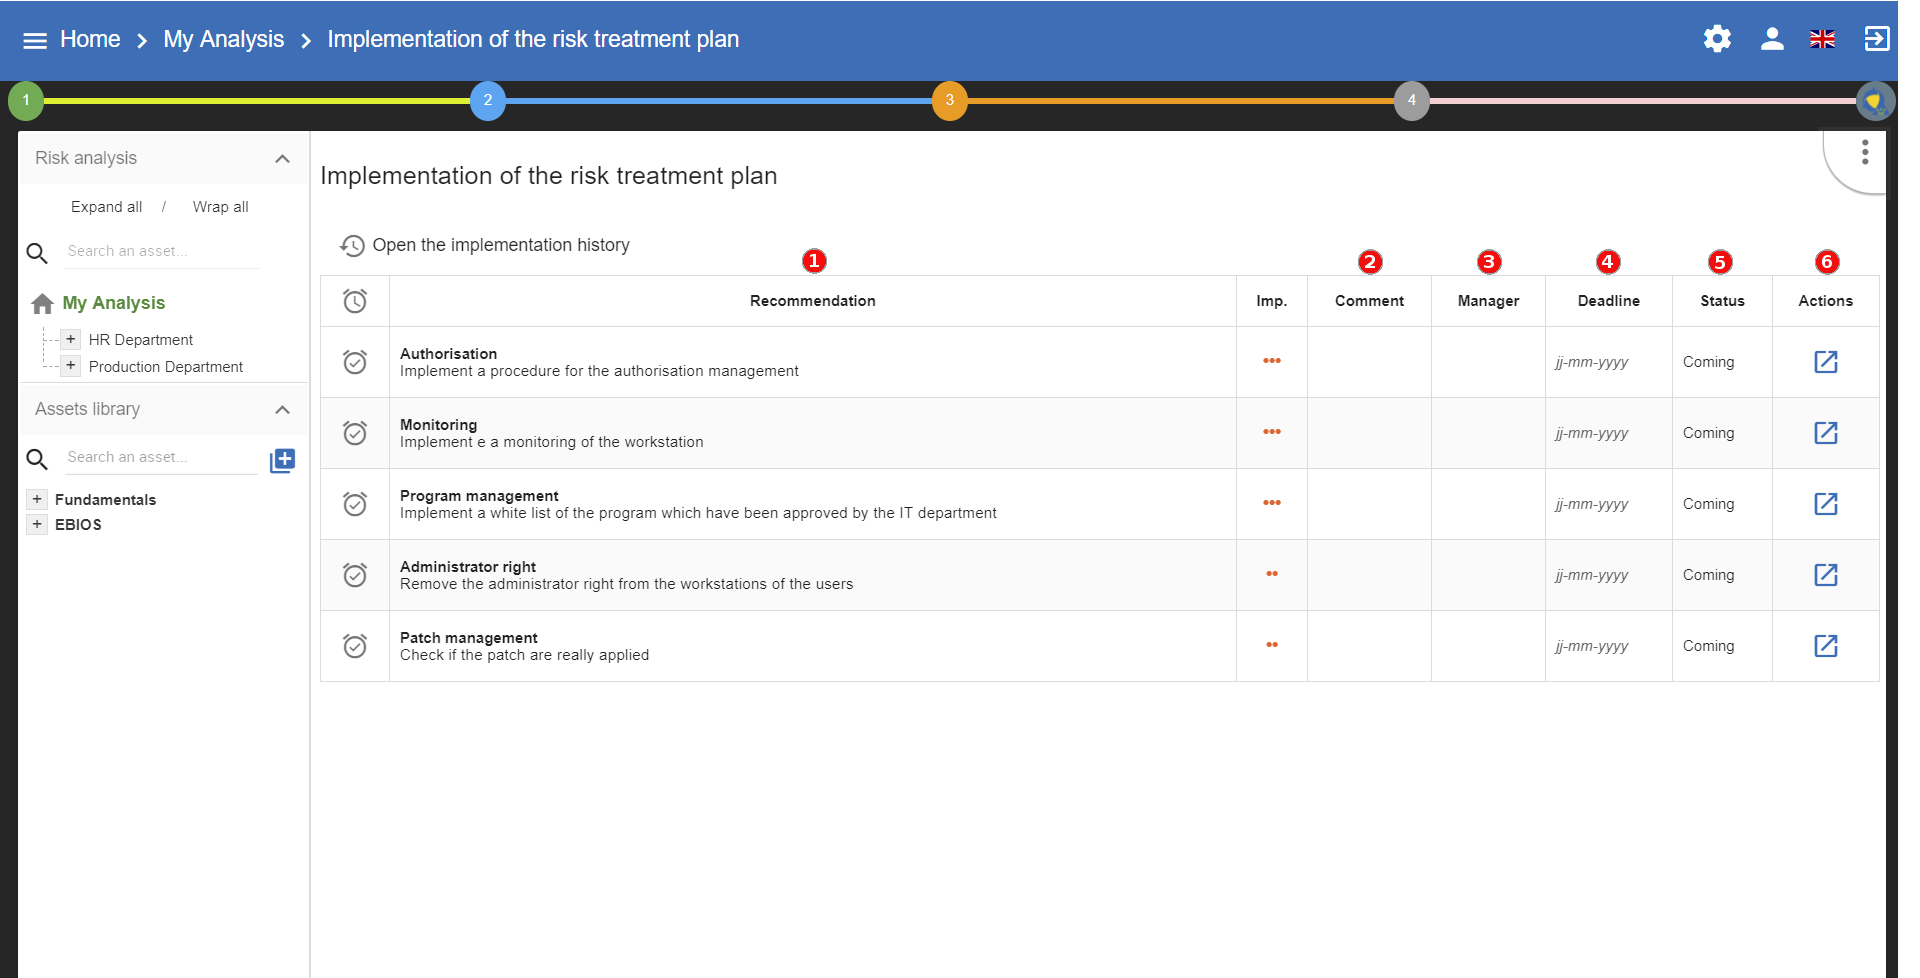 Home > My Analysis > Implementation of the risk treatment plan
1 2 3 4
Risk analysis
Expand all / Wrap all
Search an asset...
My Analysis
+ HR Department
+ Production Department
Assets library
Search an asset...
+ Fundamentals
+ EBIOS
Implementation of the risk treatment plan
Open the implementation history
1 2 3 4 5 6
Recommendation Imp. Comment Manager Deadline Status Actions
Authorisation
Implement a procedure for the authorisation management
••• jj-mm-yyyy Coming
Monitoring
Implement e a monitoring of the workstation
••• jj-mm-yyyy Coming
Program management
Implement a white list of the program which have been approved by the IT department
••• jj-mm-yyyy Coming
Administrator right
Remove the administrator right from the workstations of the users
•• jj-mm-yyyy Coming
Patch management
Check if the patch are really applied
•• jj-mm-yyyy Coming